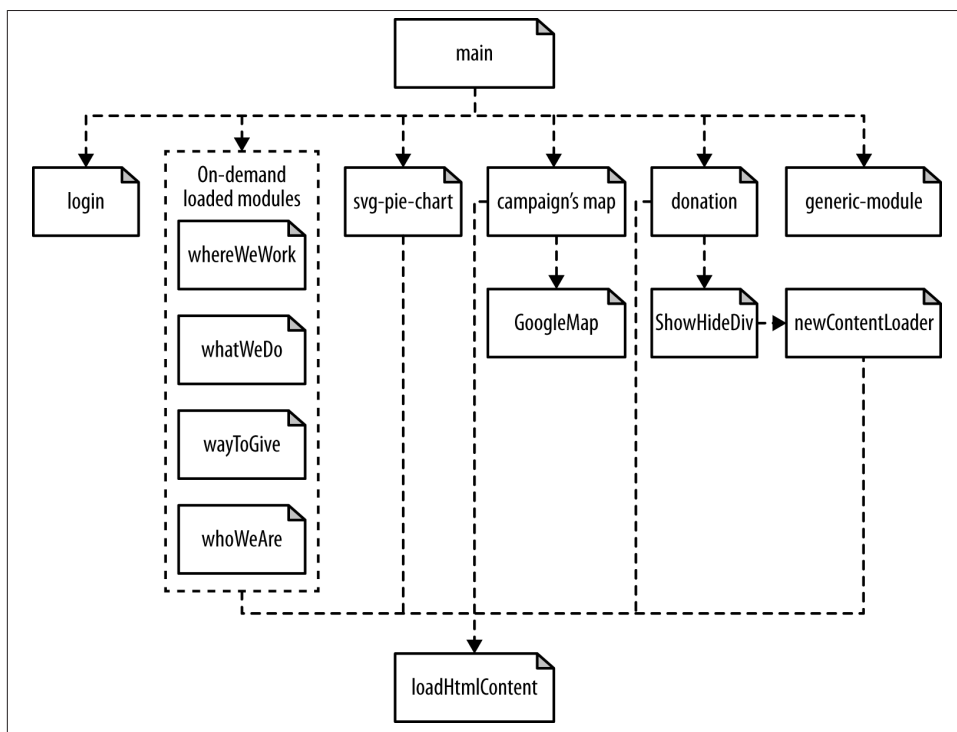 main
login
On-demand
loaded modules
whereWeWork
whatWeDo
wayToGive
whoWeAre
svg-pie-chart
campaign’s map
donation
generic-module
GoogleMap
ShowHideDiv
newContentLoader
loadHtmlContent